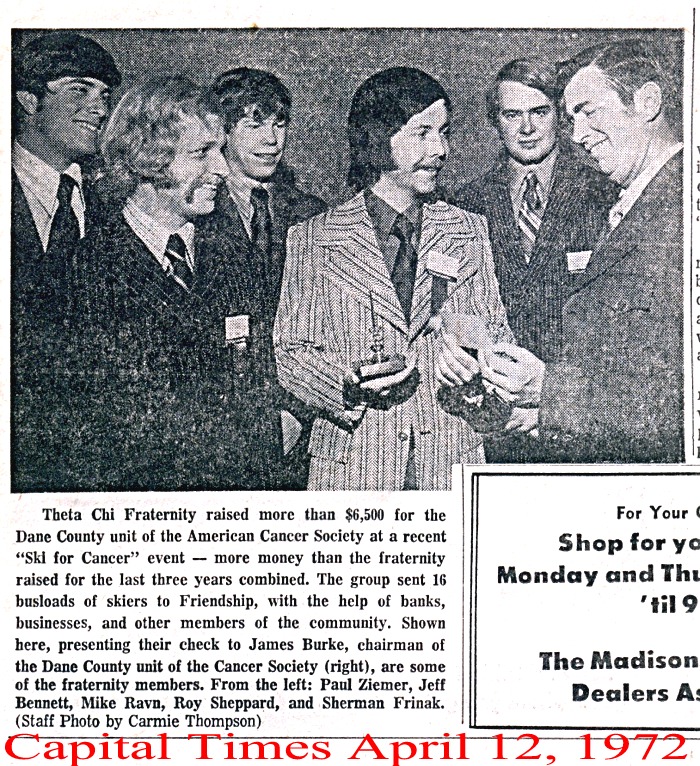 Theta Chi Fraternity raised more than $6,500 for the
Dane County unit of the American Cancer Society at a recent
“Ski for Cancer” event — more money than the fraternity
raised for the last three years combined. The group sent 16
busloads of skiers to Friendship, with the help of banks,
businesses, and other members of the community. Shown
here, presenting their check to James Burke, chairman of
the Dane County unit of the Cancer Society (right), are some
of the fraternity members. From the left: Paul Ziemer, Jeff
Bennett, Mike Ravn, Roy Sheppard, and Sherman Frinak.
(Staff Photo by Carmie Thompson)
For Your
Shop for yo
Monday and Thu
’til 9
The Madison
Dealers As
Capital Times April 12, 1972